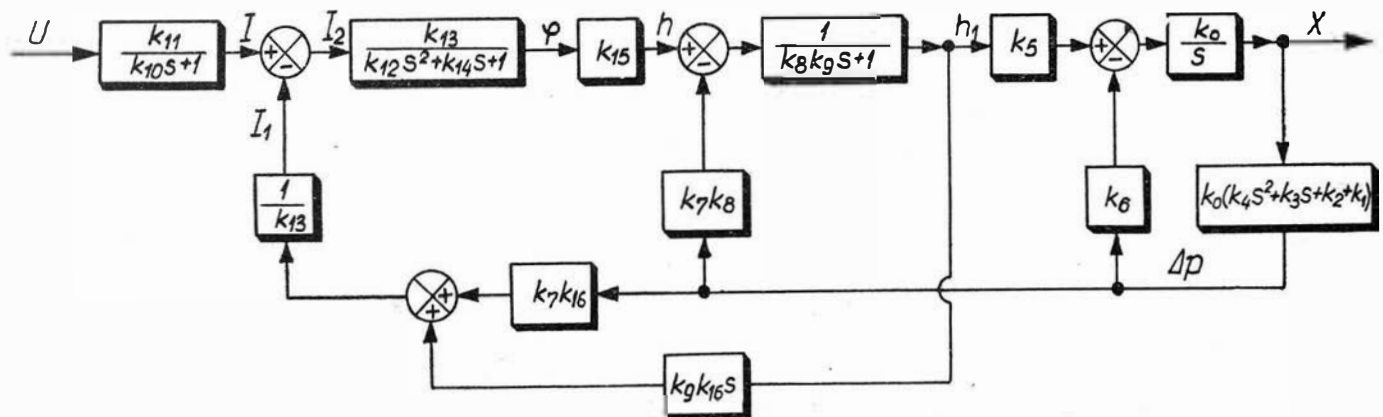 U
k₁₁
k₁₀s+1
I
+
−
I₂
k₁₃
k₁₂s²+k₁₄s+1
φ
k₁₅
h
+
−
1
k₈k₉s+1
h₁
k₅
+
−
k₀
s
X
I₁
1
k₁₃
k₇k₈
k₆
k₀(k₄s²+k₃s+k₂+k₁)
Δp
+
+
k₇k₁₆
k₉k₁₆s